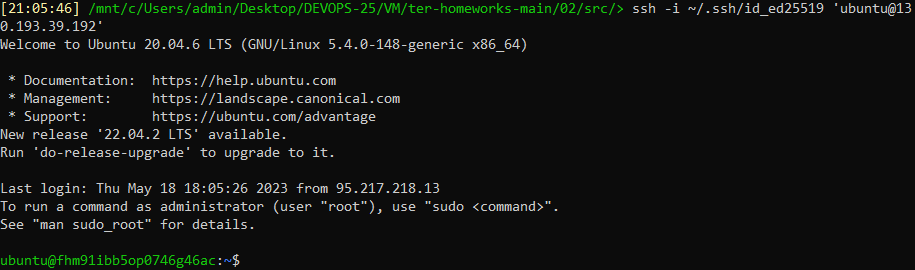 [21:05:46] /mnt/c/Users/admin/Desktop/DEVOPS-25/VM/ter-homeworks-main/02/src/> ssh -i ~/.ssh/id_ed25519 'ubuntu@13
0.193.39.192'
Welcome to Ubuntu 20.04.6 LTS (GNU/Linux 5.4.0-148-generic x86_64)
* Documentation:  https://help.ubuntu.com
* Management:     https://landscape.canonical.com
* Support:        https://ubuntu.com/advantage
New release '22.04.2 LTS' available.
Run 'do-release-upgrade' to upgrade to it.
Last login: Thu May 18 18:05:26 2023 from 95.217.218.13
To run a command as administrator (user "root"), use "sudo <command>".
See "man sudo_root" for details.
ubuntu@fhm91ibb5op0746g46ac:~$